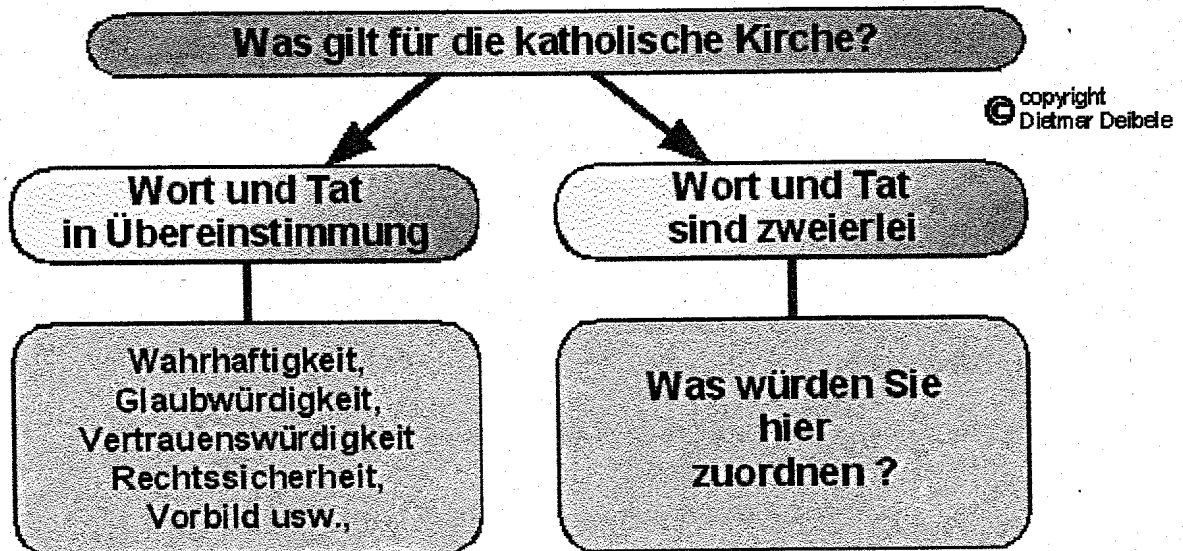 Was gilt für die katholische Kirche?
© copyright
Dietmar Deibele
Wort und Tat
in Übereinstimmung
Wort und Tat
sind zweierlei
Wahrhaftigkeit,
Glaubwürdigkeit,
Vertrauenswürdigkeit
Rechtssicherheit,
Vorbild usw.,
Was würden Sie
hier
zuordnen ?